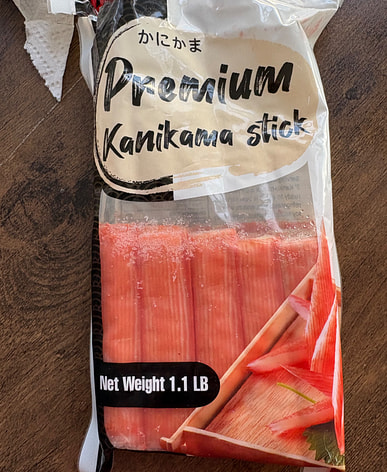 かにかま
Premium
Kanikama stick
Net Weight 1.1 LB